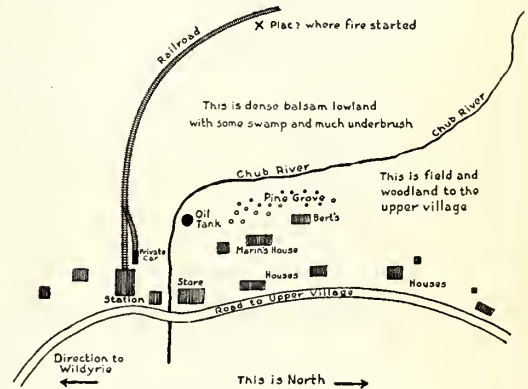 X Plac? where fire started
Railroad
This is dense balsam lowland
with some swamp and much underbrush
Chub River
Chub River
This is field and
woodland to the
upper village
Pine Grove
Oil
Tank
Bert's
Marin's House
Private
Car
Station
Store
Houses
Houses
Road to Upper Village
Direction to
Wildyrie
This is North